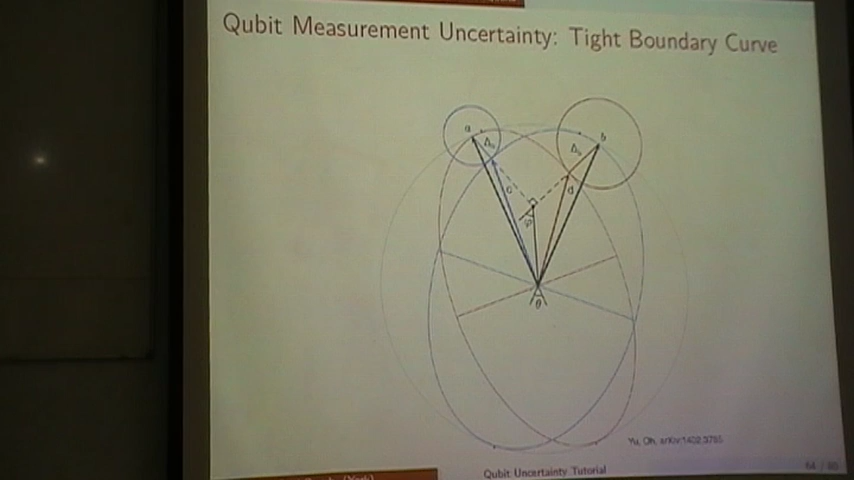 Qubit Measurement Uncertainty: Tight Boundary Curve
a
b
Δa
Δb
c
d
φ
θ
Yu, Oh, arXiv:1402.3785
Qubit Uncertainty Tutorial
64 / 80